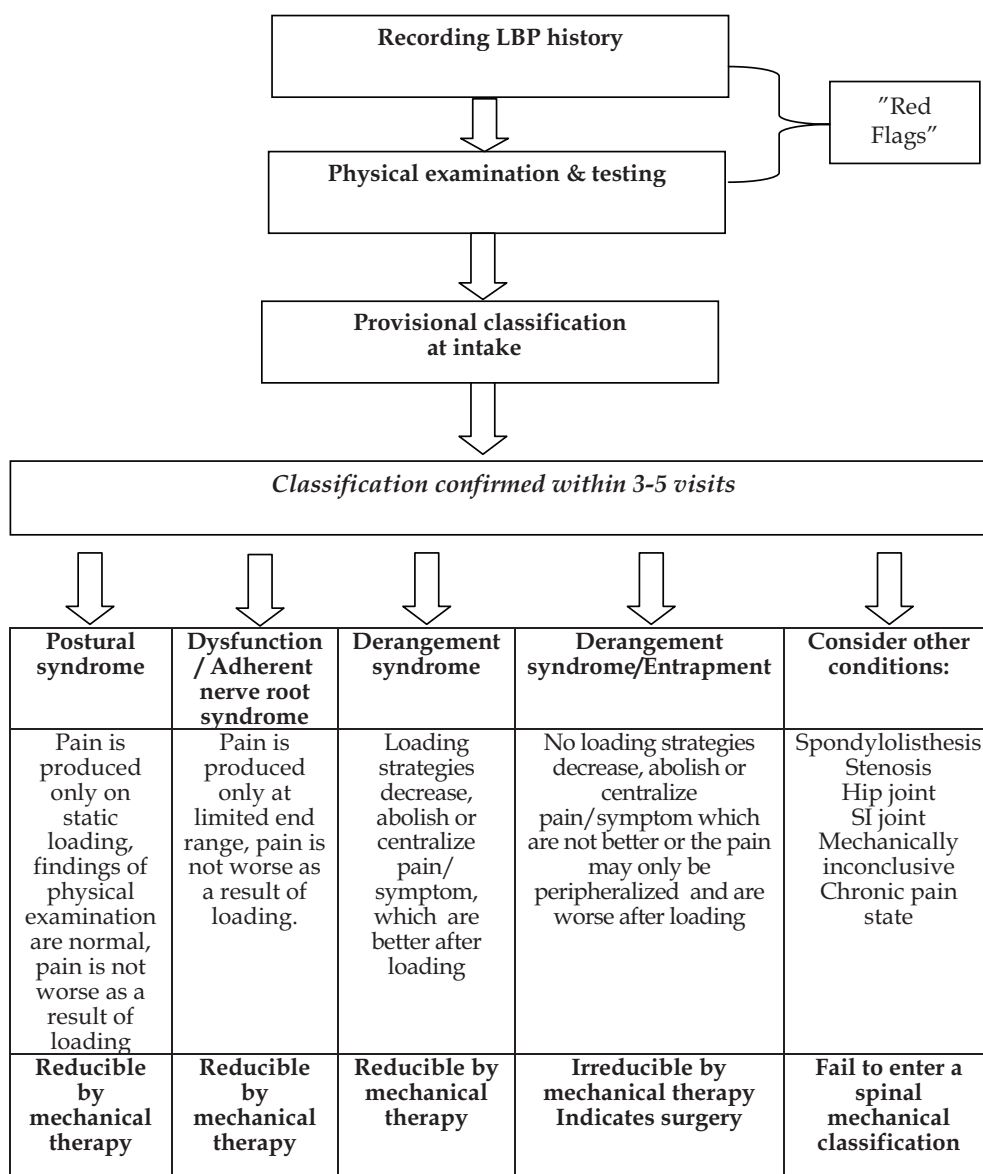 Recording LBP history
”Red
Flags”
Physical examination & testing
Provisional classification
at intake
Classification confirmed within 3-5 visits
Postural
syndrome
Dysfunction
/ Adherent
nerve root
syndrome
Derangement
syndrome
Derangement
syndrome/Entrapment
Consider other
conditions:
Pain is
produced
only on
static
loading,
findings of
physical
examination
are normal,
pain is not
worse as a
result of
loading
Pain is
produced
only at
limited end
range, pain is
not worse as
a result of
loading.
Loading
strategies
decrease,
abolish or
centralize
pain/
symptom,
which are
better after
loading
No loading strategies
decrease, abolish or
centralize
pain/symptom which
are not better or the pain
may only be
peripheralized and are
worse after loading
Spondylolisthesis
Stenosis
Hip joint
SI joint
Mechanically
inconclusive
Chronic pain
state
Reducible
by
mechanical
therapy
Reducible
by
mechanical
therapy
Reducible by
mechanical
therapy
Irreducible by
mechanical therapy
Indicates surgery
Fail to enter a
spinal
mechanical
classification